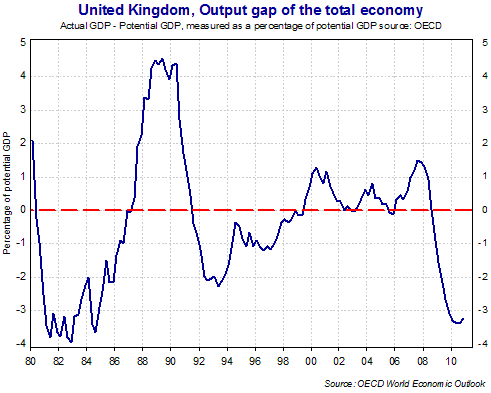 United Kingdom, Output gap of the total economy
Actual GDP - Potential GDP, measured as a percentage of potential GDP source: OECD
Percentage of potential GDP
5 5
4 4
3 3
2 2
1 1
0 0
-1 -1
-2 -2
-3 -3
-4 -4
80 82 84 86 88 90 92 94 96 98 00 02 04 06 08 10
Source: OECD World Economic Outlook